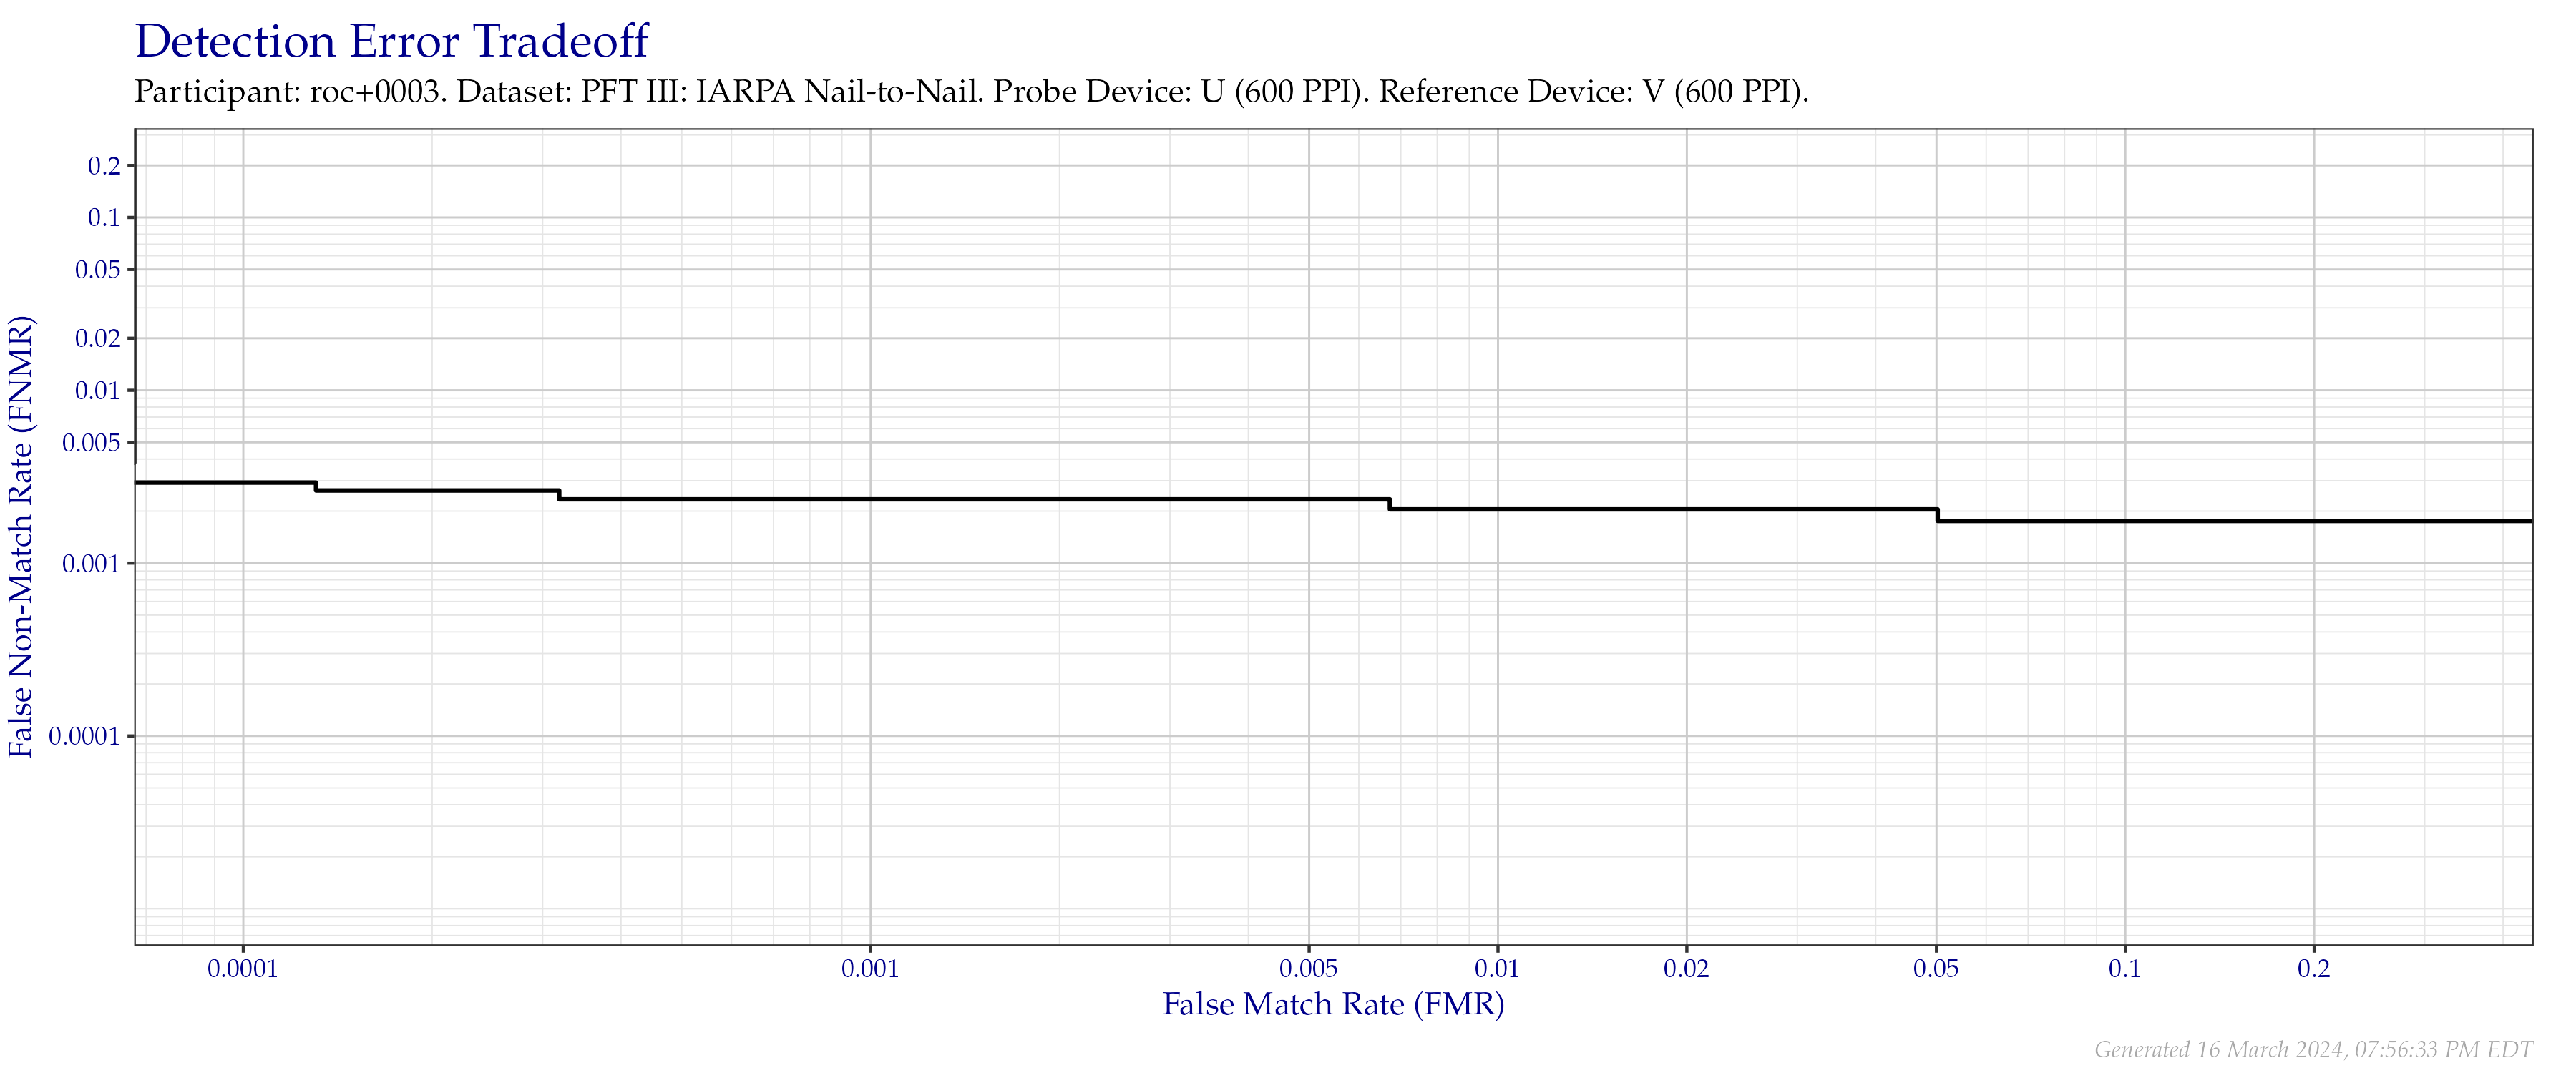 Detection Error Tradeoff
Participant: roc+0003. Dataset: PFT III: IARPA Nail-to-Nail. Probe Device: U (600 PPI). Reference Device: V (600 PPI).
False Non-Match Rate (FNMR)
0.2
0.1
0.05
0.02
0.01
0.005
0.001
0.0001
0.0001 0.001 0.005 0.01 0.02 0.05 0.1 0.2
False Match Rate (FMR)
Generated 16 March 2024, 07:56:33 PM EDT